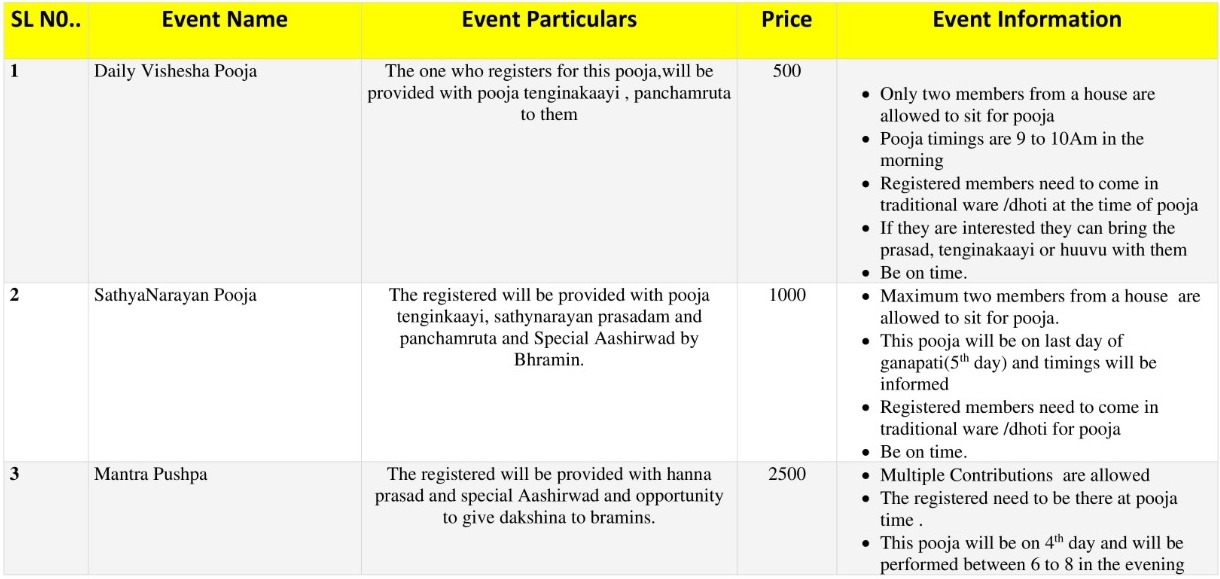 SL N0.. Event Name Event Particulars Price Event Information
1 Daily Vishesha Pooja
The one who registers for this pooja,will be
provided with pooja tenginakaayi , panchamruta
to them
500
• Only two members from a house are
allowed to sit for pooja
• Pooja timings are 9 to 10Am in the
morning
• Registered members need to come in
traditional ware /dhoti at the time of pooja
• If they are interested they can bring the
prasad, tenginakaayi or huuvu with them
• Be on time.
2 SathyaNarayan Pooja
The registered will be provided with pooja
tenginkaayi, sathynarayan prasadam and
panchamruta and Special Aashirwad by
Bhramin.
1000
• Maximum two members from a house are
allowed to sit for pooja.
• This pooja will be on last day of
ganapati(5th day) and timings will be
informed
• Registered members need to come in
traditional ware /dhoti for pooja
• Be on time.
3 Mantra Pushpa
The registered will be provided with hanna
prasad and special Aashirwad and opportunity
to give dakshina to bramins.
2500
• Multiple Contributions are allowed
• The registered need to be there at pooja
time .
• This pooja will be on 4th day and will be
performed between 6 to 8 in the evening